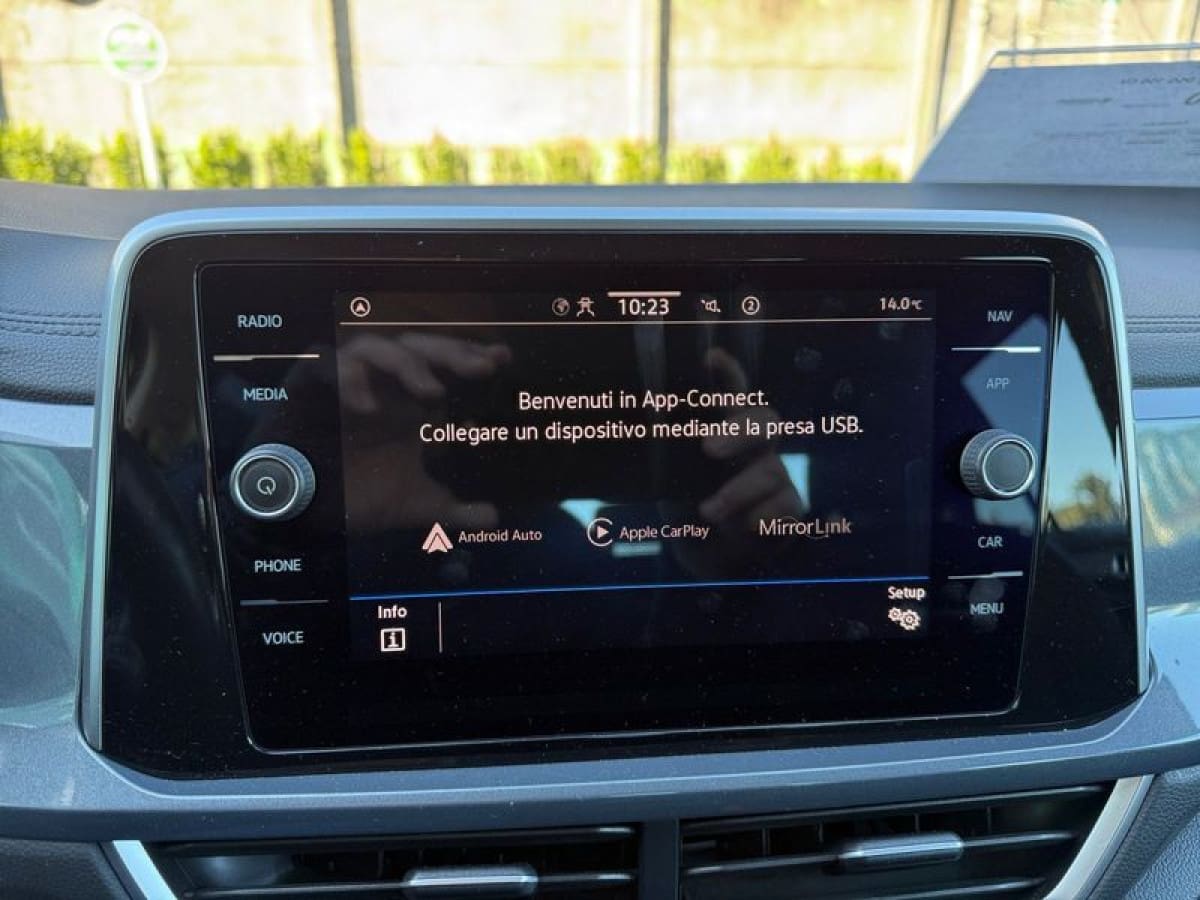 RADIO
MEDIA
PHONE
VOICE
10:23
2
14.0°C
Benvenuti in App-Connect.
Collegare un dispositivo mediante la presa USB.
Android Auto
Apple CarPlay
MirrorLink
Info
i
Setup
NAV
APP
CAR
MENU